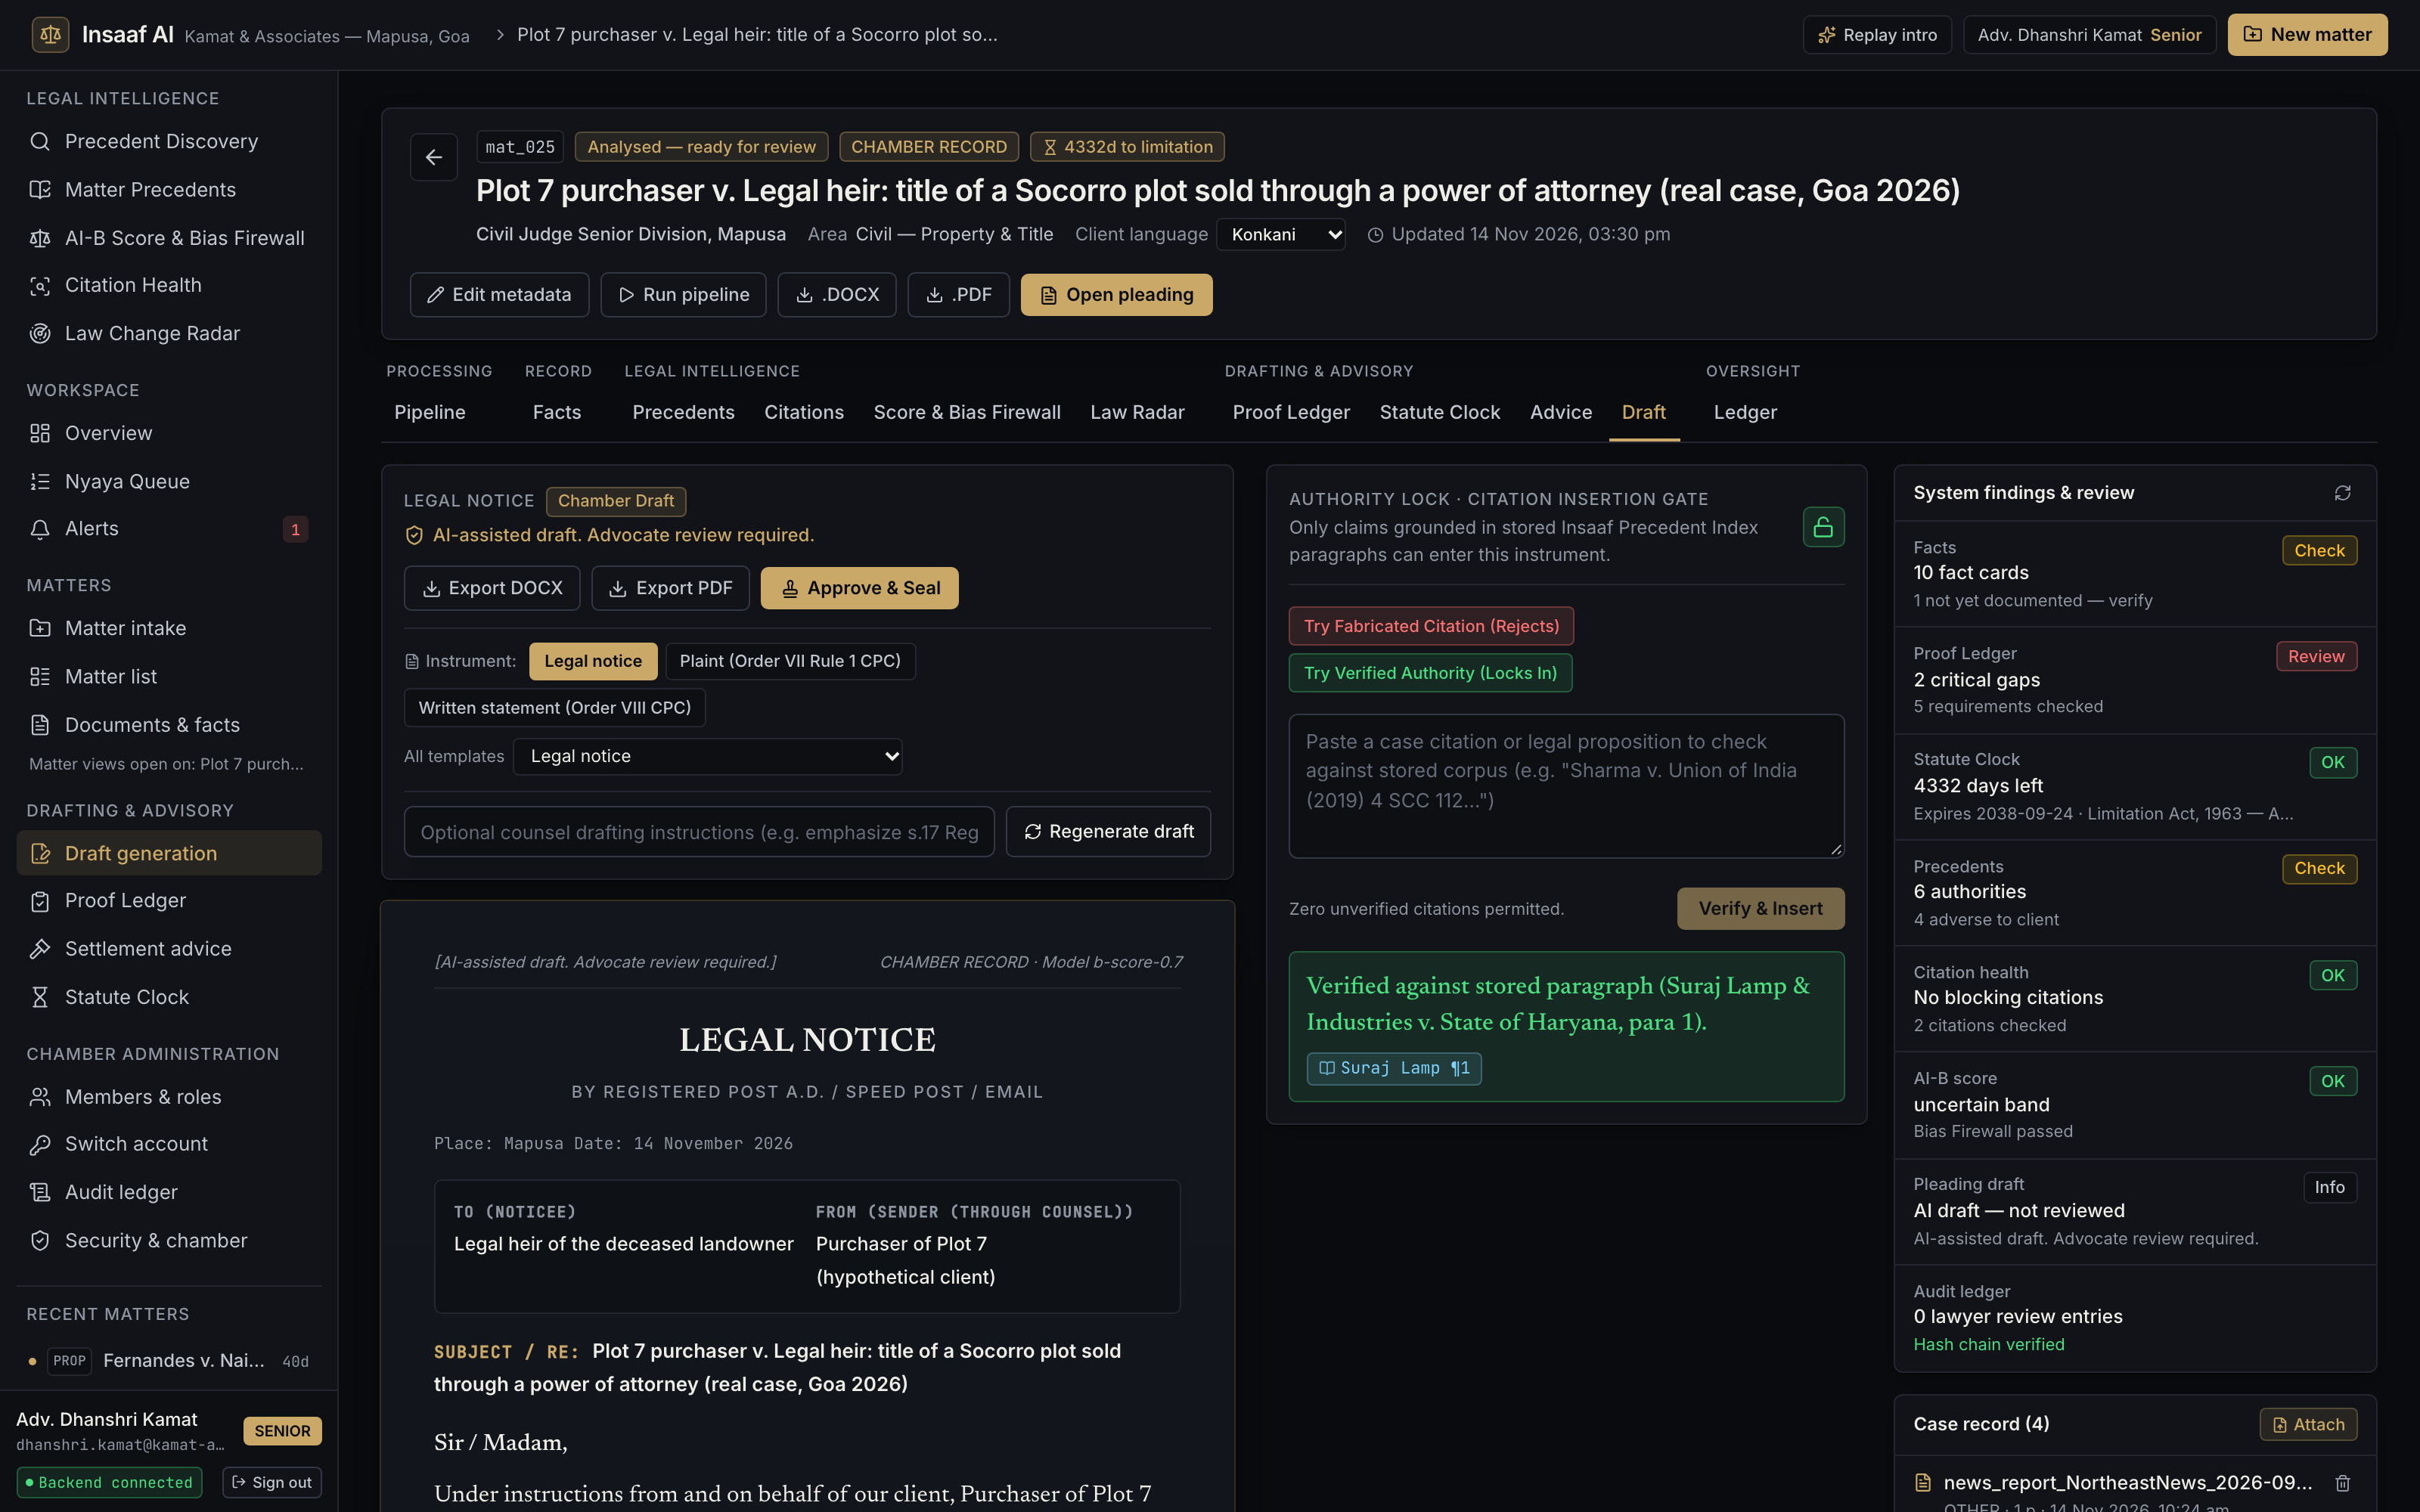 Insaaf AI Kamat & Associates — Mapusa, Goa > Plot 7 purchaser v. Legal heir: title of a Socorro plot so...
Replay intro
Adv. Dhanshri Kamat Senior
New matter
LEGAL INTELLIGENCE
Precedent Discovery
Matter Precedents
AI-B Score & Bias Firewall
Citation Health
Law Change Radar
WORKSPACE
Overview
Nyaya Queue
Alerts 1
MATTERS
Matter intake
Matter list
Documents & facts
Matter views open on: Plot 7 purch...
DRAFTING & ADVISORY
Draft generation
Proof Ledger
Settlement advice
Statute Clock
CHAMBER ADMINISTRATION
Members & roles
Switch account
Audit ledger
Security & chamber
RECENT MATTERS
PROP Fernandes v. Nai... 40d
Adv. Dhanshri Kamat
dhanshri.kamat@kamat-a...
SENIOR
Backend connected
Sign out
mat_025 Analysed — ready for review CHAMBER RECORD 4332d to limitation
Plot 7 purchaser v. Legal heir: title of a Socorro plot sold through a power of attorney (real case, Goa 2026)
Civil Judge Senior Division, Mapusa Area Civil — Property & Title Client language Konkani Updated 14 Nov 2026, 03:30 pm
Edit metadata Run pipeline .DOCX .PDF Open pleading
PROCESSING RECORD LEGAL INTELLIGENCE DRAFTING & ADVISORY OVERSIGHT
Pipeline Facts Precedents Citations Score & Bias Firewall Law Radar Proof Ledger Statute Clock Advice Draft Ledger
LEGAL NOTICE Chamber Draft
AI-assisted draft. Advocate review required.
Export DOCX Export PDF Approve & Seal
Instrument: Legal notice Plaint (Order VII Rule 1 CPC)
Written statement (Order VIII CPC)
All templates Legal notice
Optional counsel drafting instructions (e.g. emphasize s.17 Reg
Regenerate draft
[AI-assisted draft. Advocate review required.] CHAMBER RECORD · Model b-score-0.7
LEGAL NOTICE
BY REGISTERED POST A.D. / SPEED POST / EMAIL
Place: Mapusa Date: 14 November 2026
TO (NOTICEE)
Legal heir of the deceased landowner
FROM (SENDER (THROUGH COUNSEL))
Purchaser of Plot 7
(hypothetical client)
SUBJECT / RE: Plot 7 purchaser v. Legal heir: title of a Socorro plot sold
through a power of attorney (real case, Goa 2026)
Sir / Madam,
Under instructions from and on behalf of our client, Purchaser of Plot 7
AUTHORITY LOCK · CITATION INSERTION GATE
Only claims grounded in stored Insaaf Precedent Index
paragraphs can enter this instrument.
Try Fabricated Citation (Rejects)
Try Verified Authority (Locks In)
Paste a case citation or legal proposition to check
against stored corpus (e.g. "Sharma v. Union of India
(2019) 4 SCC 112...")
Zero unverified citations permitted.
Verify & Insert
Verified against stored paragraph (Suraj Lamp &
Industries v. State of Haryana, para 1).
Suraj Lamp ¶1
System findings & review
Facts
10 fact cards
1 not yet documented — verify
Check
Proof Ledger
2 critical gaps
5 requirements checked
Review
Statute Clock
4332 days left
Expires 2038-09-24 · Limitation Act, 1963 — A...
OK
Precedents
6 authorities
4 adverse to client
Check
Citation health
No blocking citations
2 citations checked
OK
AI-B score
uncertain band
Bias Firewall passed
OK
Pleading draft
AI draft — not reviewed
AI-assisted draft. Advocate review required.
Info
Audit ledger
0 lawyer review entries
Hash chain verified
Case record (4)
Attach
news_report_NortheastNews_2026-09...
OTHER · 1 p · 14 Nov 2026, 10:24 am